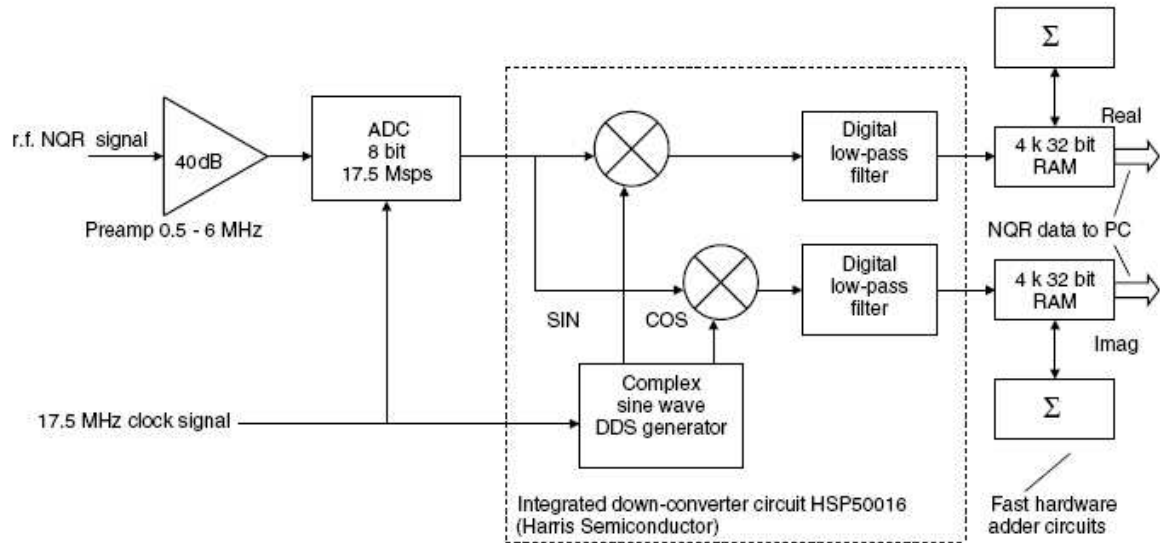 Σ
Real
r.f. NQR signal
40dB
Preamp 0.5 - 6 MHz
ADC
8 bit
17.5 Msps
Digital
low-pass
filter
4 k 32 bit
RAM
NQR data to PC
SIN
COS
Digital
low-pass
filter
4 k 32 bit
RAM
Imag
17.5 MHz clock signal
Complex
sine wave
DDS generator
Σ
Integrated down-converter circuit HSP50016
(Harris Semiconductor)
Fast hardware
adder circuits